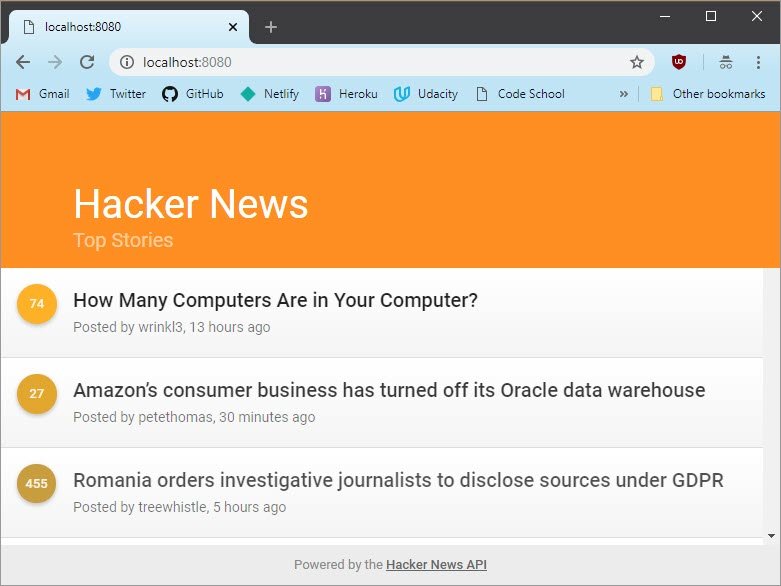 localhost:8080
localhost:8080
Gmail Twitter GitHub Netlify Heroku Udacity Code School » Other bookmarks
Hacker News
Top Stories
74
How Many Computers Are in Your Computer?
Posted by wrinkl3, 13 hours ago
27
Amazon’s consumer business has turned off its Oracle data warehouse
Posted by petethomas, 30 minutes ago
455
Romania orders investigative journalists to disclose sources under GDPR
Posted by treewhistle, 5 hours ago
Powered by the Hacker News API